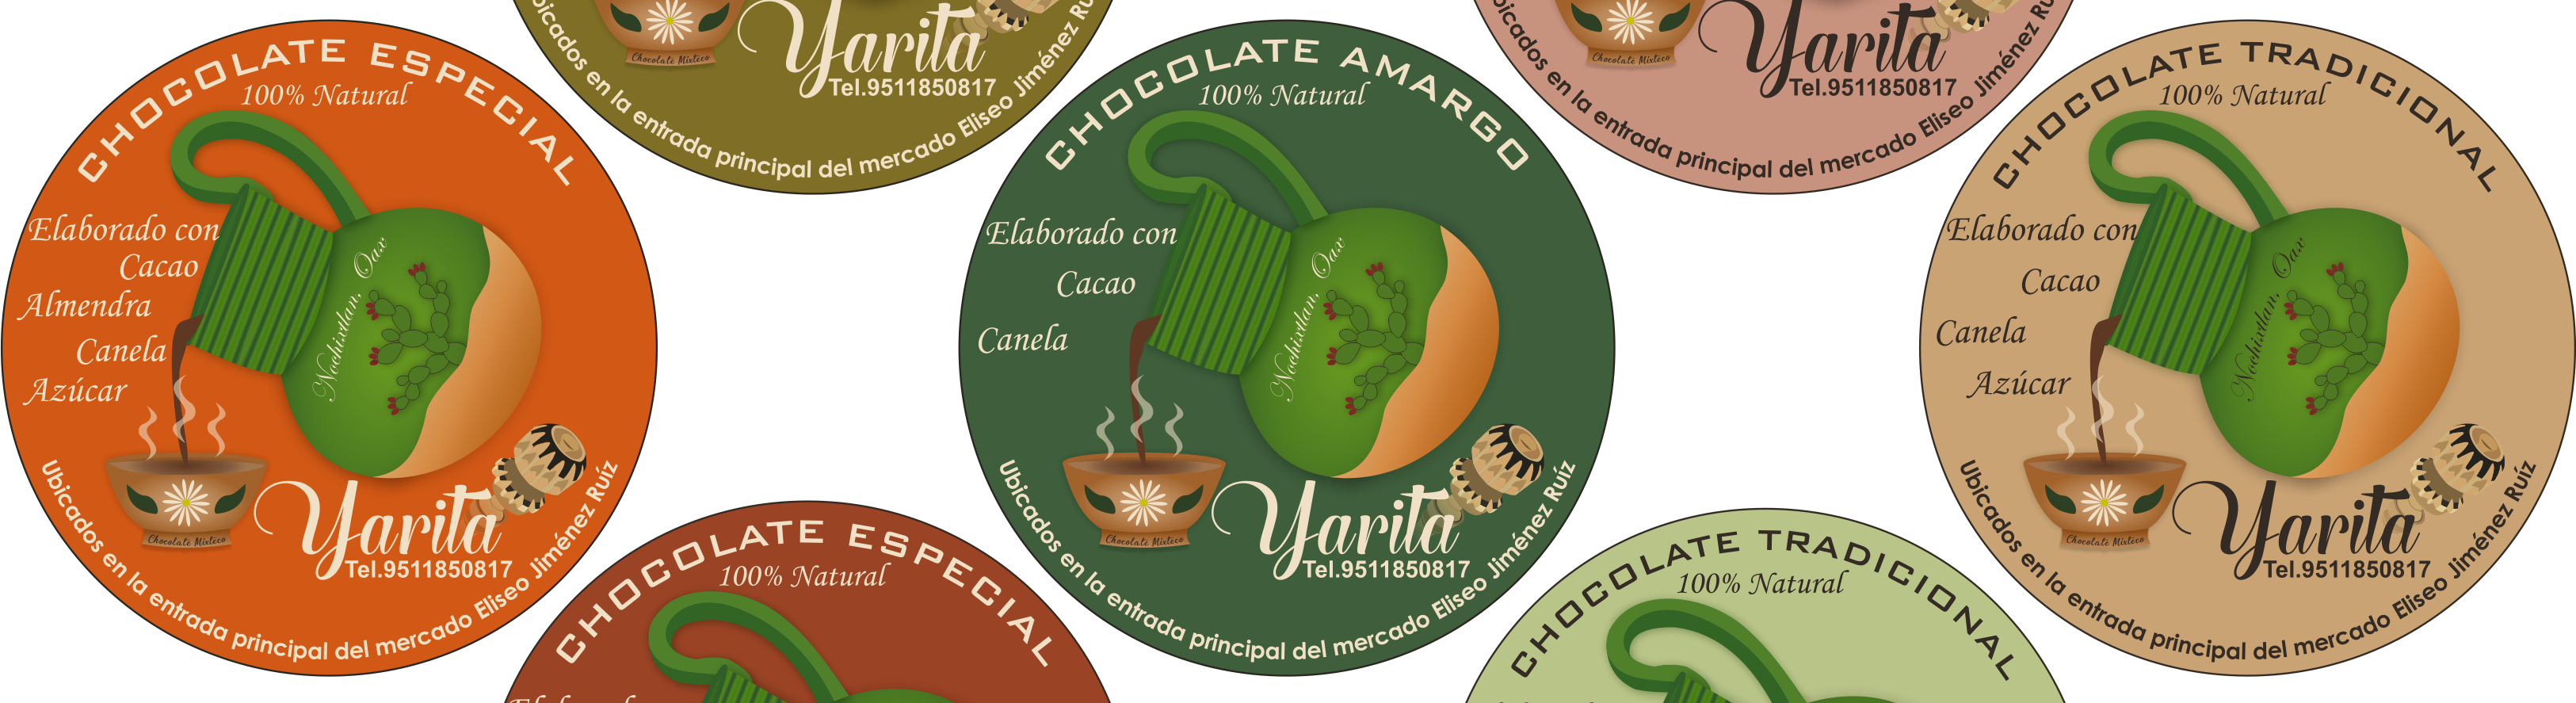 CHOCOLATE ESPECIAL
100% Natural
Elaborado con
Cacao
Almendra
Canela
Azúcar
Nochixtlan, Oax
Chocolate Mixteco
Yarita
Tel.9511850817
Ubicados en la entrada principal del mercado Eliseo Jiménez Ruíz
Chocolate Mixteco
Yarita
Tel.9511850817
Ubicados en la entrada principal del mercado Eliseo Jiménez
CHOCOLATE ESPECIAL
100% Natural
CHOCOLATE AMARGO
100% Natural
Elaborado con
Cacao
Canela
Nochixtlan, Oax
Chocolate Mixteco
Yarita
Tel.9511850817
Ubicados en la entrada principal del mercado Eliseo Jiménez Ruíz
Chocolate Mixteco
Yarita
Tel.9511850817
Ubicados en la entrada principal del mercado Eliseo Jiménez
CHOCOLATE TRADICIONAL
100% Natural
CHOCOLATE TRADICIONAL
100% Natural
Elaborado con
Cacao
Canela
Azúcar
Nochixtlan, Oax
Chocolate Mixteco
Yarita
Tel.9511850817
Ubicados en la entrada principal del mercado Eliseo Jiménez Ruíz